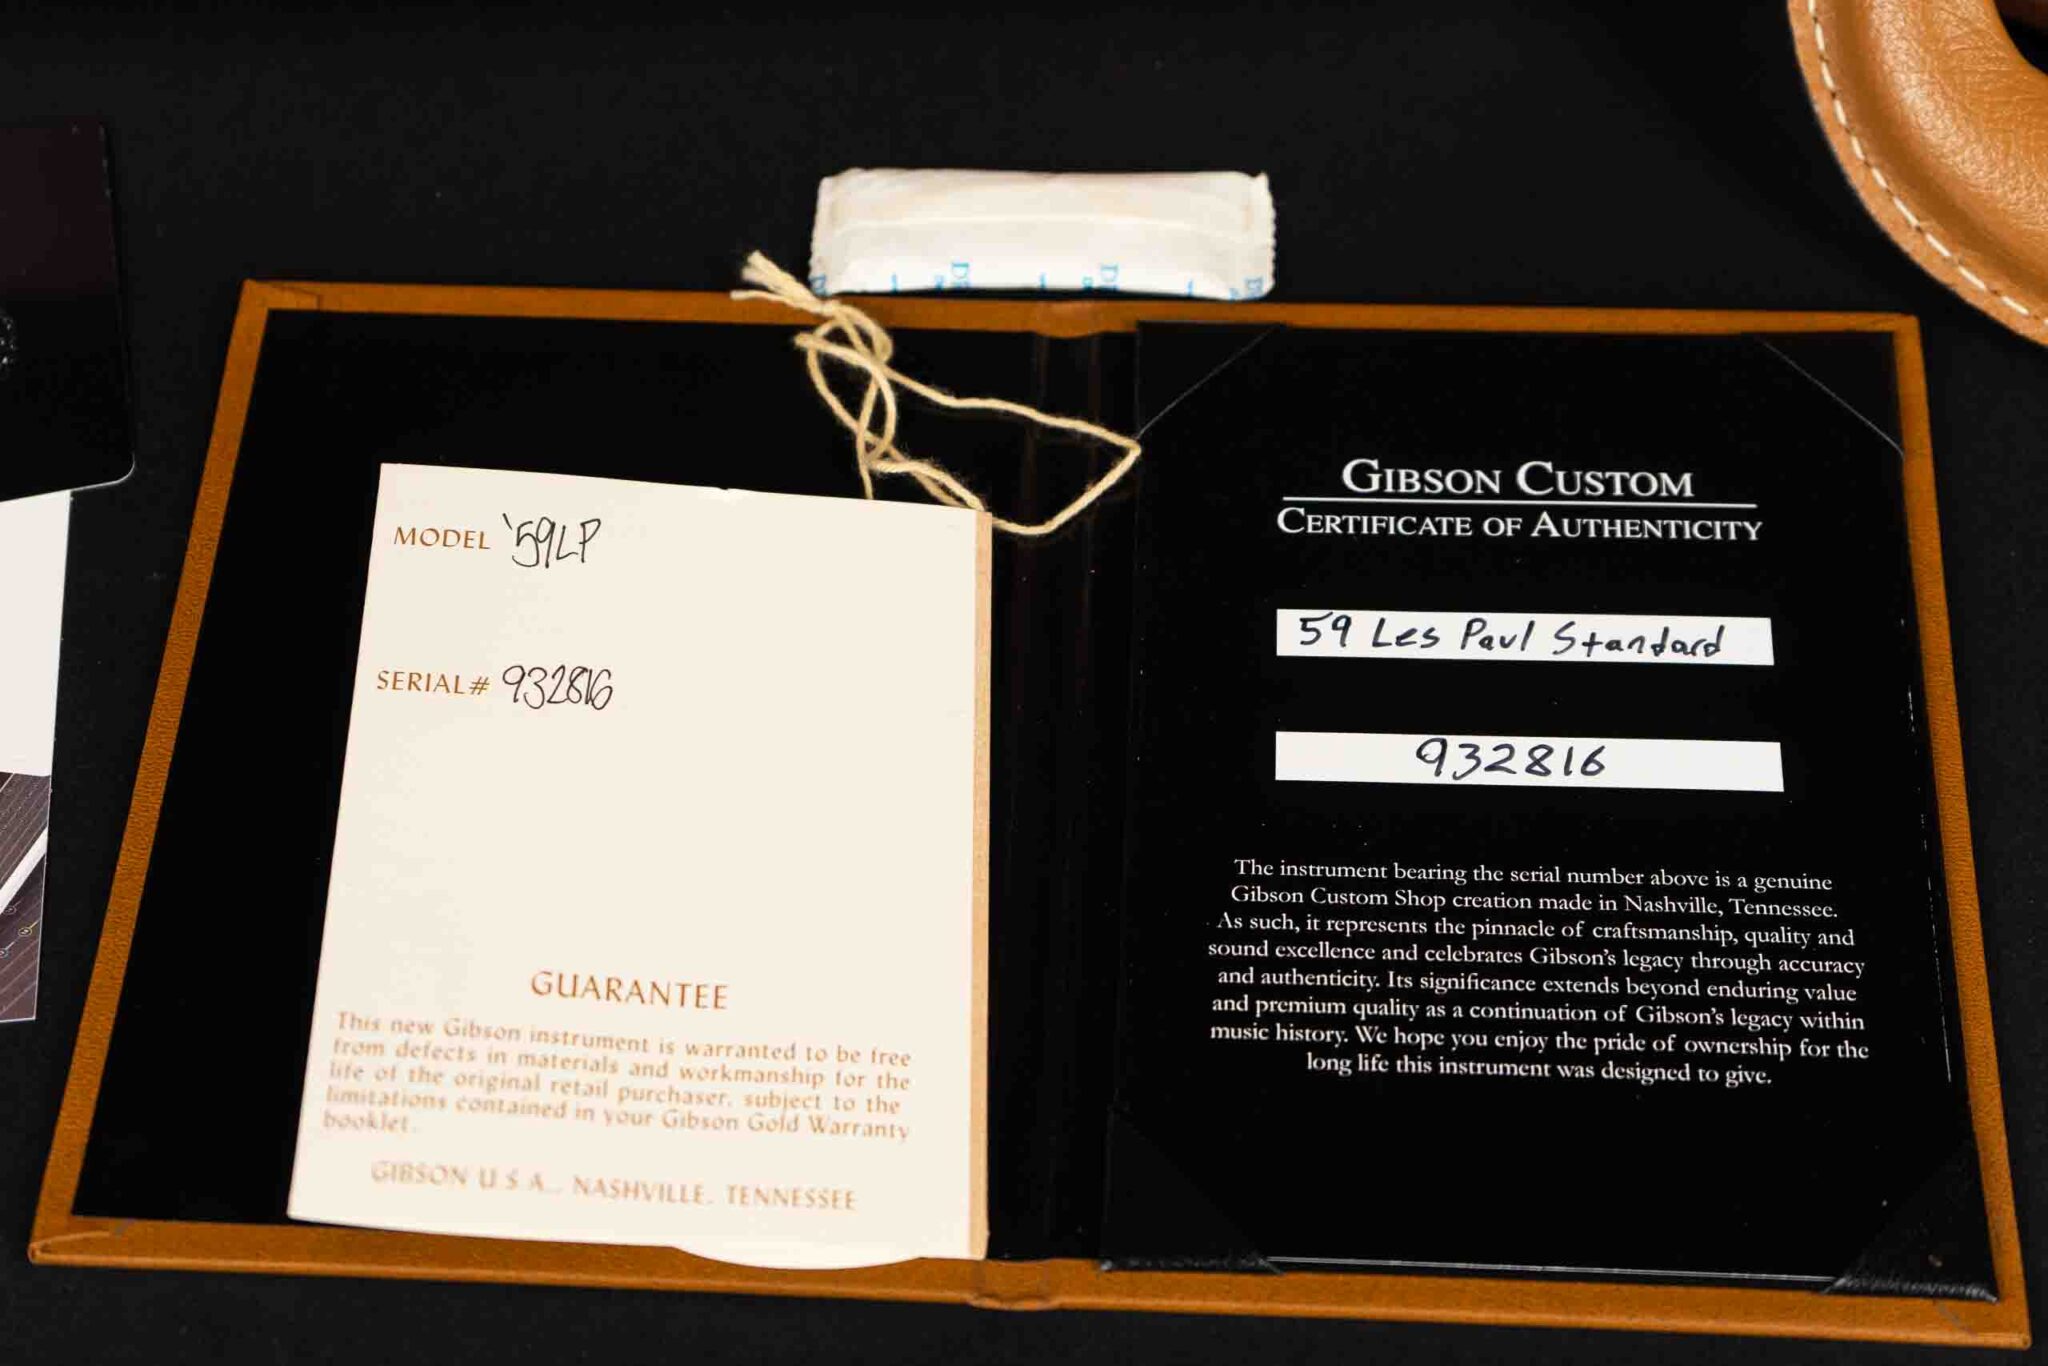 MODEL '59LP
SERIAL# 932816
GUARANTEE
This new Gibson instrument is warranted to be free
from defects in materials and workmanship for the
life of the original retail purchaser, subject to the
limitations contained in your Gibson Gold Warranty
booklet.
GIBSON U.S.A., NASHVILLE, TENNESSEE
GIBSON CUSTOM
CERTIFICATE OF AUTHENTICITY
59 Les Paul Standard
932816
The instrument bearing the serial number above is a genuine
Gibson Custom Shop creation made in Nashville, Tennessee.
As such, it represents the pinnacle of craftsmanship, quality and
sound excellence and celebrates Gibson's legacy through accuracy
and authenticity. Its significance extends beyond enduring value
and premium quality as a continuation of Gibson's legacy within
music history. We hope you enjoy the pride of ownership for the
long life this instrument was designed to give.